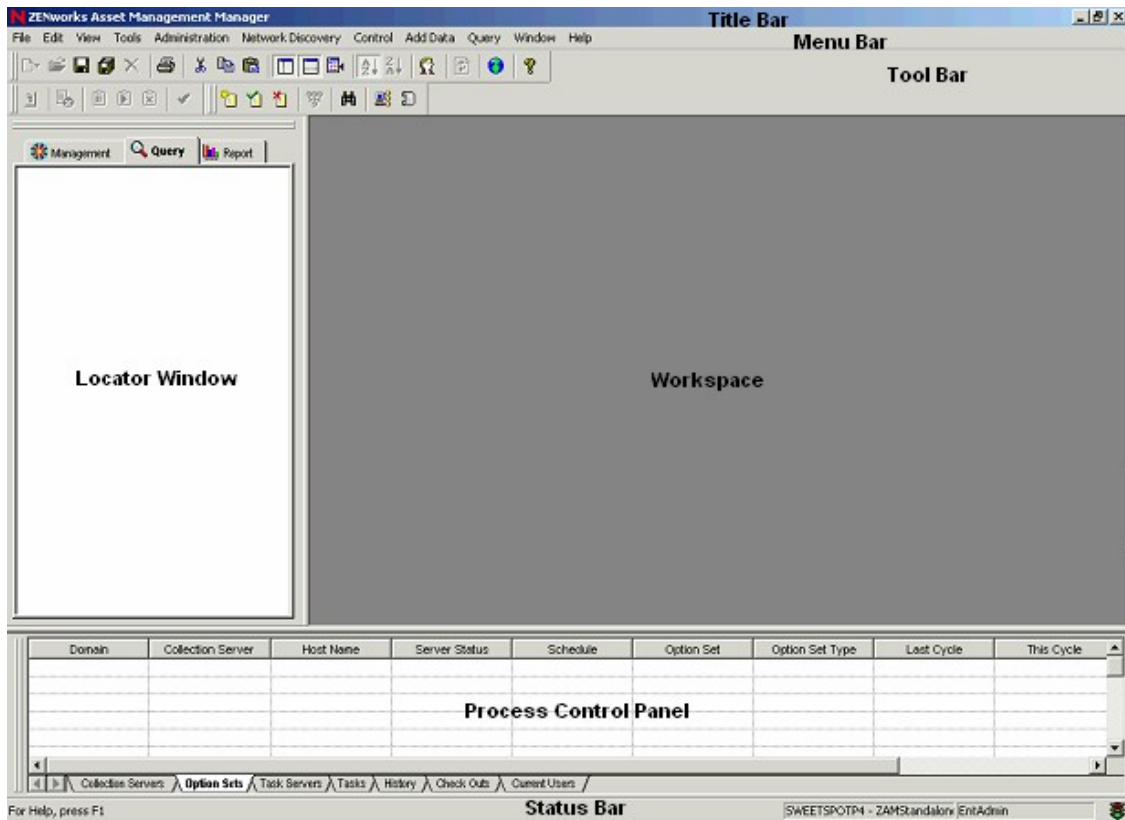 ZENworks Asset Management Manager
Title Bar
File Edit View Tools Administration Network Discovery Control Add Data Query Window Help
Menu Bar
Tool Bar
Management Query Report
Locator Window
Workspace
Domain Collection Server Host Name Server Status Schedule Option Set Option Set Type Last Cycle This Cycle
Process Control Panel
Collection Servers Option Sets Task Servers Tasks History Check Outs Current Users
For Help, press F1
Status Bar
SWEETSPOTP4 - ZAMStandalone EntAdmin